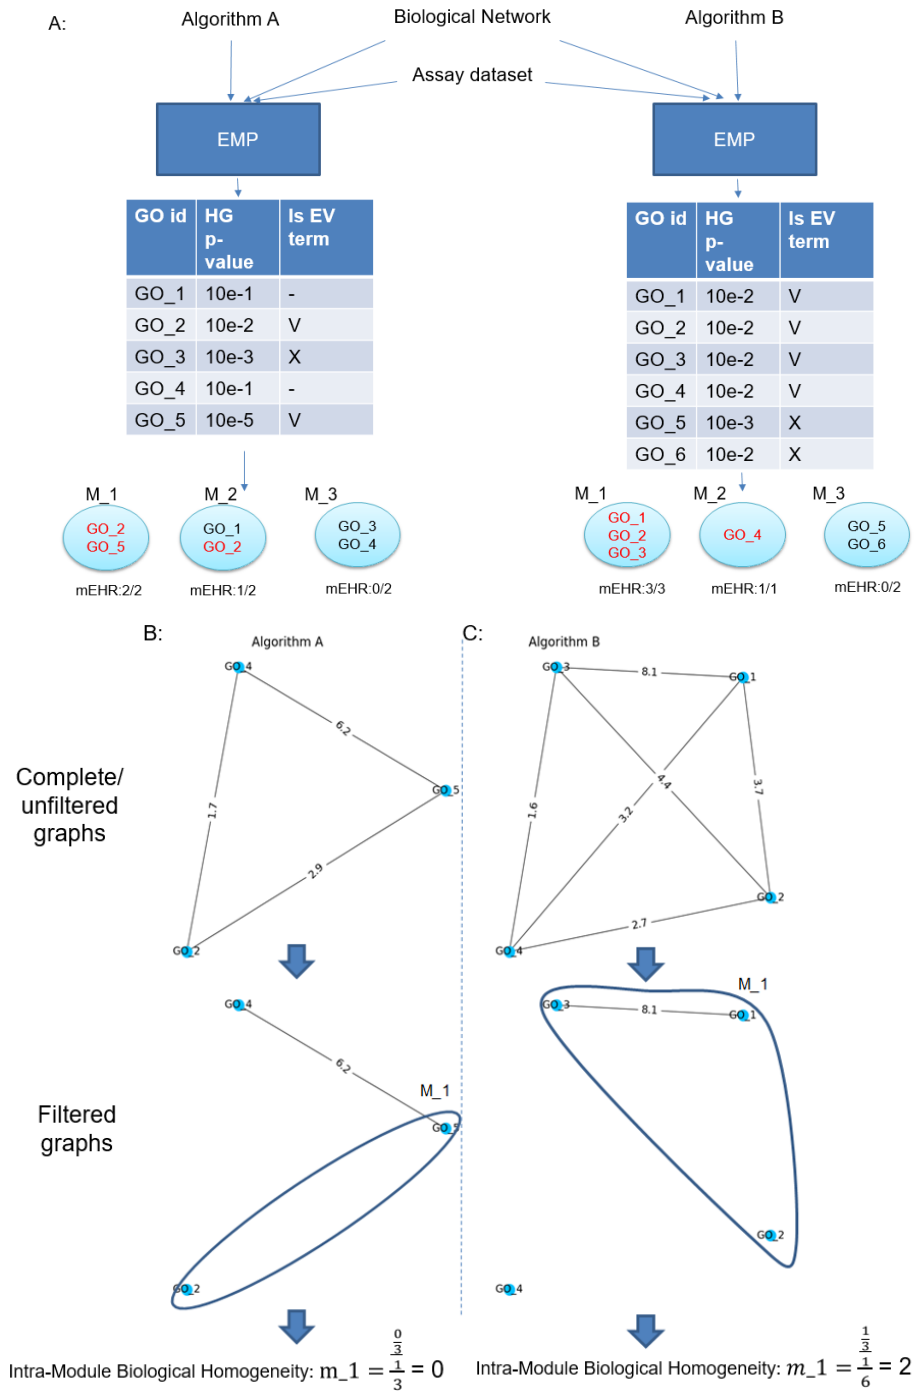 A:
Algorithm A
Biological Network
Algorithm B
Assay dataset
EMP
EMP
GO id HG p-value Is EV term
GO_1 10e-1 -
GO_2 10e-2 V
GO_3 10e-3 X
GO_4 10e-1 -
GO_5 10e-5 V
GO id HG p-value Is EV term
GO_1 10e-2 V
GO_2 10e-2 V
GO_3 10e-2 V
GO_4 10e-2 V
GO_5 10e-3 X
GO_6 10e-2 X
M_1
GO_2
GO_5
mEHR:2/2
M_2
GO_1
GO_2
mEHR:1/2
M_3
GO_3
GO_4
mEHR:0/2
M_1
GO_1
GO_2
GO_3
mEHR:3/3
M_2
GO_4
mEHR:1/1
M_3
GO_5
GO_6
mEHR:0/2
B:
Algorithm A
C:
Algorithm B
Complete/
unfiltered
graphs
GO_4
6.2
1.7
GO_5
2.9
GO_2
GO_3
8.1
GO_1
4.4
3.7
1.6
3.2
GO_2
2.7
GO_4
Filtered
graphs
GO_4
6.2
M_1
GO_5
GO_2
M_1
GO_3
8.1
GO_1
GO_2
GO_4
Intra-Module Biological Homogeneity: m_1 = (0/3)/(1/3) = 0
Intra-Module Biological Homogeneity: m_1 = (1/3)/(1/6) = 2